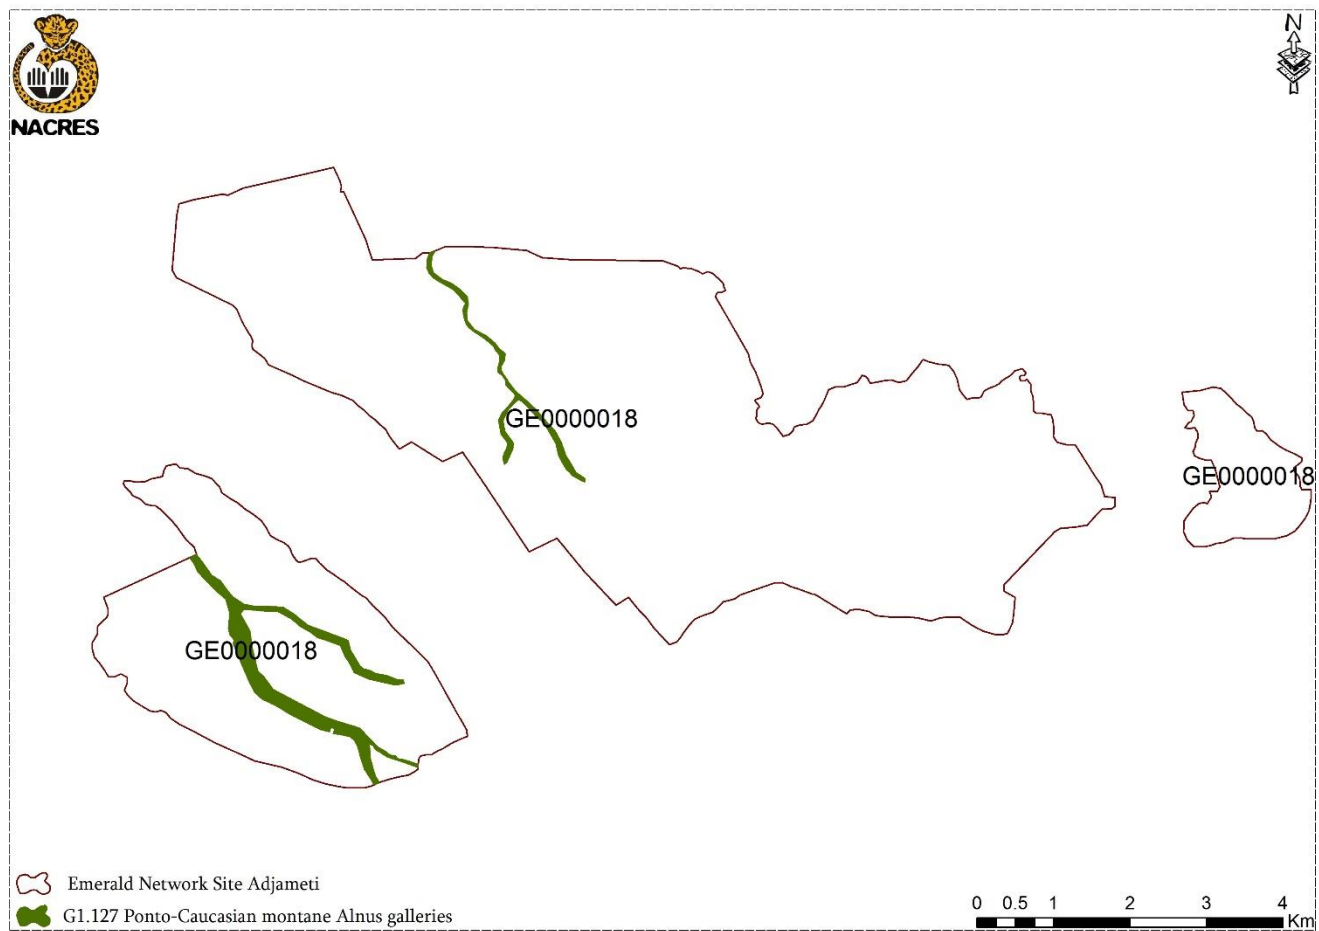 NACRES
N
GE0000018
GE0000018
GE0000018
Emerald Network Site Adjameti
G1.127 Ponto-Caucasian montane Alnus galleries
0 0.5 1 2 3 4
Km